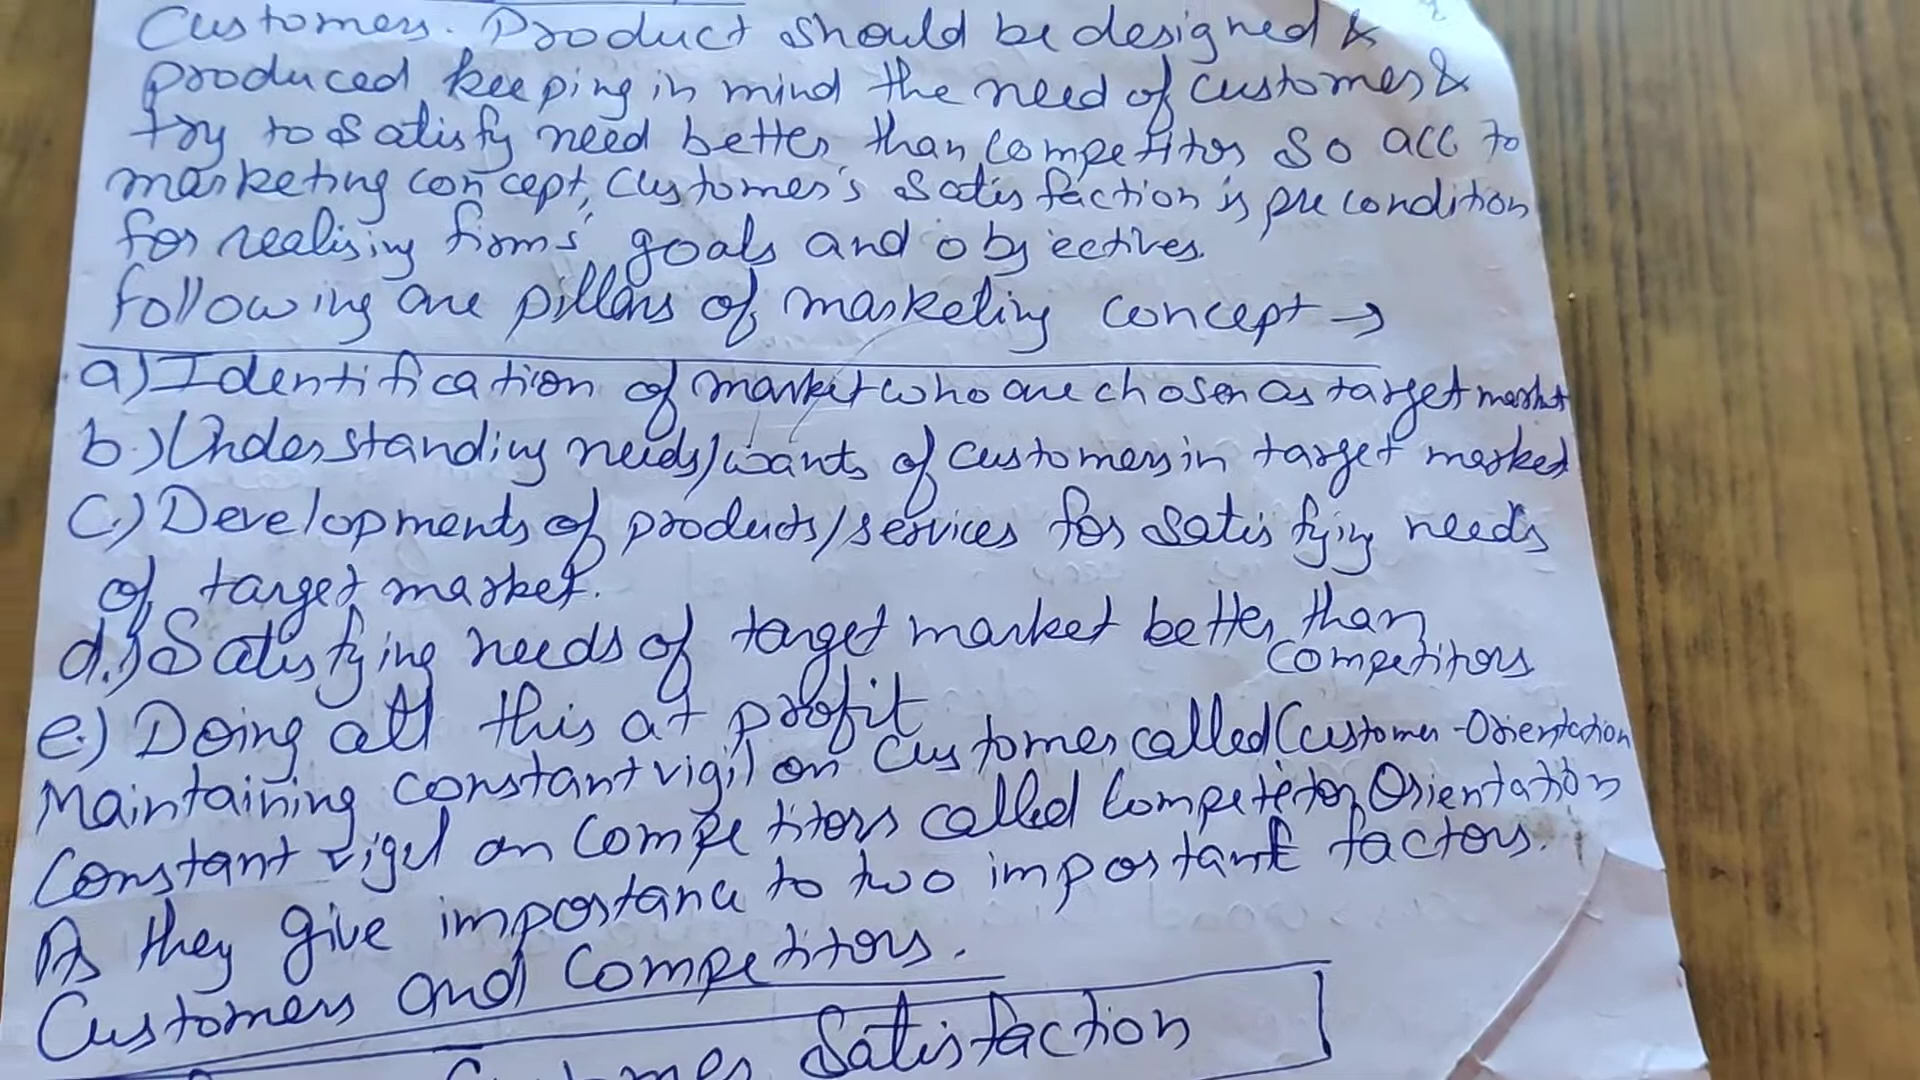 Customers. Product should be designed &
produced keeping in mind the need of customer &
try to satisfy need better than competitor so acc to
marketing concept, Customer's satisfaction is pre condition
for realising firms' goals and objectives.
following are pillars of marketing concept →
a) Identification of market who are chosen as target market
b.) Understanding needs/wants of customers in target market
C.) Developments of products/services for satisfying needs
of target market.
d.) Satisfying needs of target market better than
competitors
e.) Doing all this at profit
Maintaining constant vigil on customer called Customer-Orientation
Constant vigil on competitors called Competitor Orientation
As they give importance to two important factors.
Customers and Competitors.
Customer Satisfaction